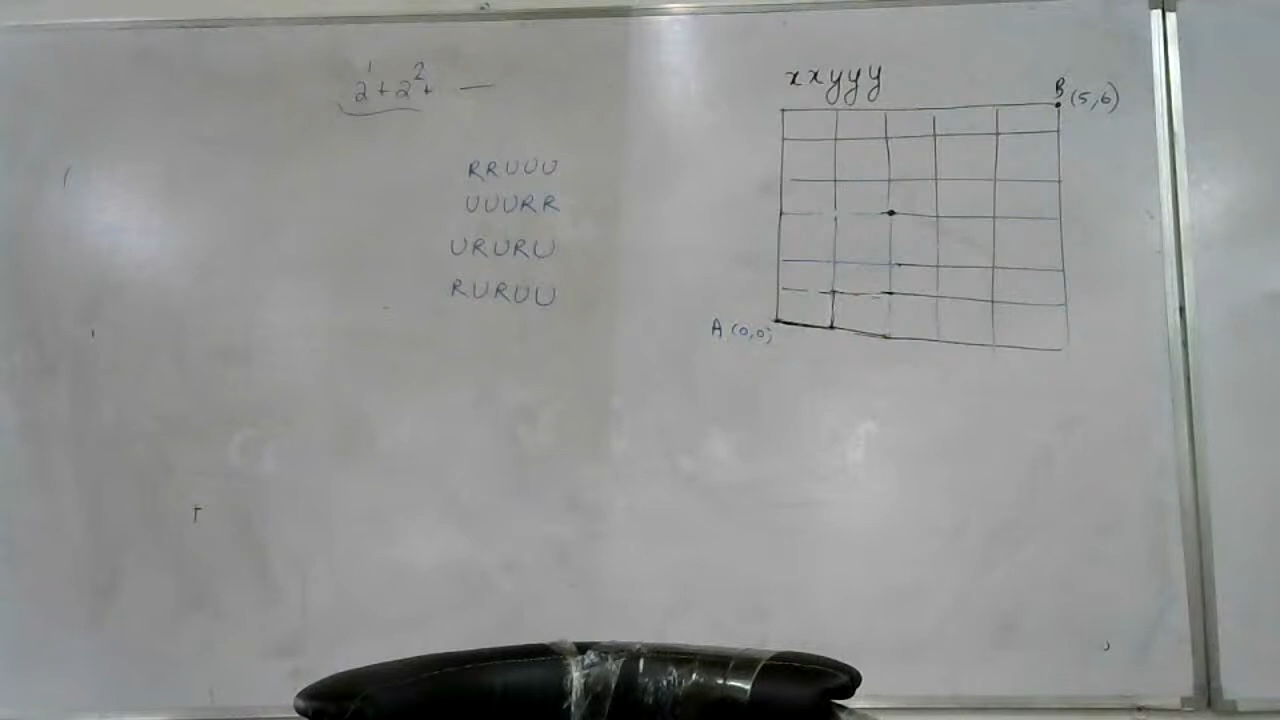 2¹ + 2² + —
RRUUU
UUURR
URURU
RURUU
xxyyy
B (5,6)
A (0,0)